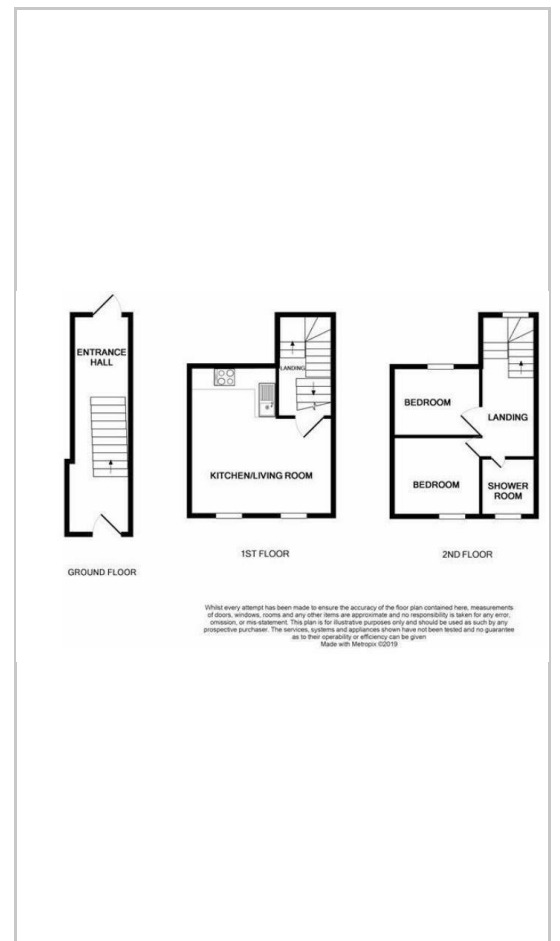 ENTRANCE
HALL
GROUND FLOOR
LANDING
KITCHEN/LIVING ROOM
1ST FLOOR
BEDROOM
LANDING
BEDROOM
SHOWER
ROOM
2ND FLOOR
Whilst every attempt has been made to ensure the accuracy of the floor plan contained here, measurements
of doors, windows, rooms and any other items are approximate and no responsibility is taken for any error,
omission, or mis-statement. This plan is for illustrative purposes only and should be used as such by any
prospective purchaser. The services, systems and appliances shown have not been tested and no guarantee
as to their operability or efficiency can be given
Made with Metropix ©2019